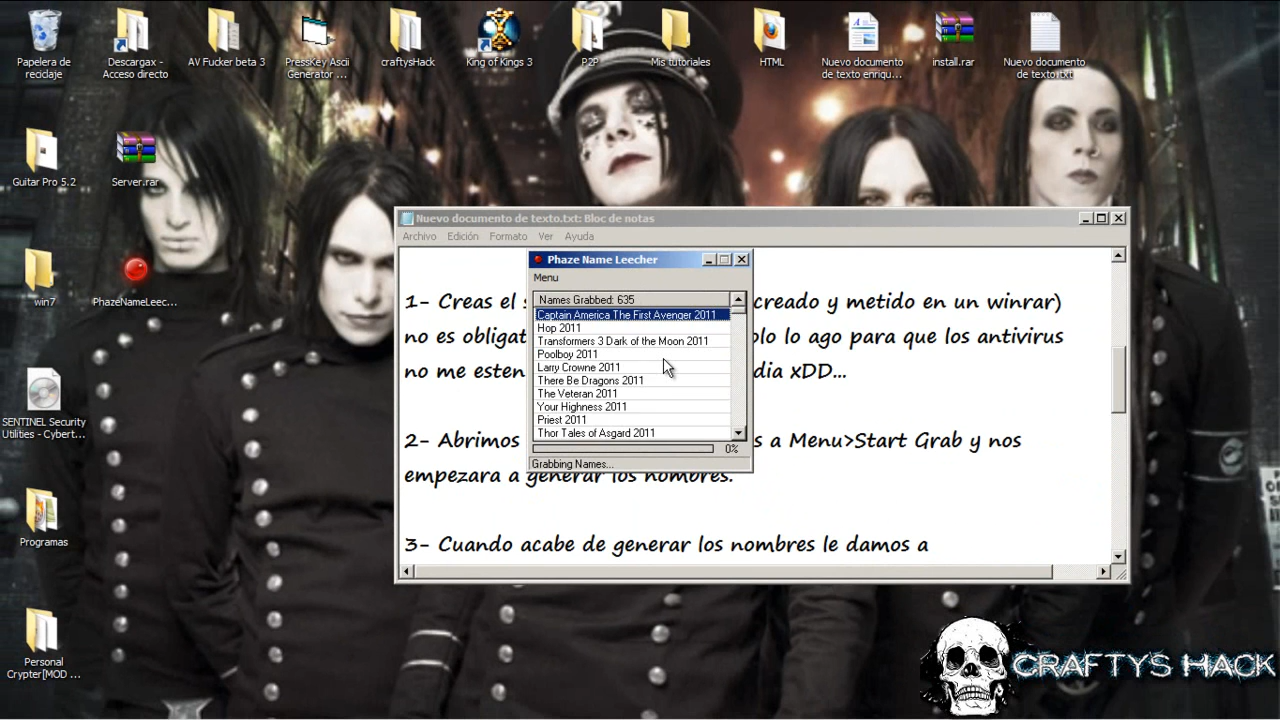 Papelera de
reciclaje
Descargax -
Acceso directo
AV Fucker beta 3
PressKey Ascii
Generator ...
craftysHack
King of Kings 3
P2P
Mis tutoriales
HTML
Nuevo documento
de texto enriqu...
install.rar
Nuevo documento
de texto.txt
Guitar Pro 5.2
Server.rar
win7
PhazeNameLeec...
SENTINEL Security
Utilities - Cybert...
Programas
Personal
Crypter[MOD ...
Nuevo documento de texto.txt: Bloc de notas
Archivo Edición Formato Ver Ayuda
1- Creas el s creado y metido en un winrar)
no es obligat olo lo ago para que los antivirus
no me esten dia xDD...
2- Abrimos s a Menu>Start Grab y nos
empezara a generar los nombres.
3- Cuando acabe de generar los nombres le damos a
Phaze Name Leecher
Menu
Names Grabbed: 635
Captain America The First Avenger 2011
Hop 2011
Transformers 3 Dark of the Moon 2011
Poolboy 2011
Larry Crowne 2011
There Be Dragons 2011
The Veteran 2011
Your Highness 2011
Priest 2011
Thor Tales of Asgard 2011
0%
Grabbing Names...
CRAFTYS HACK